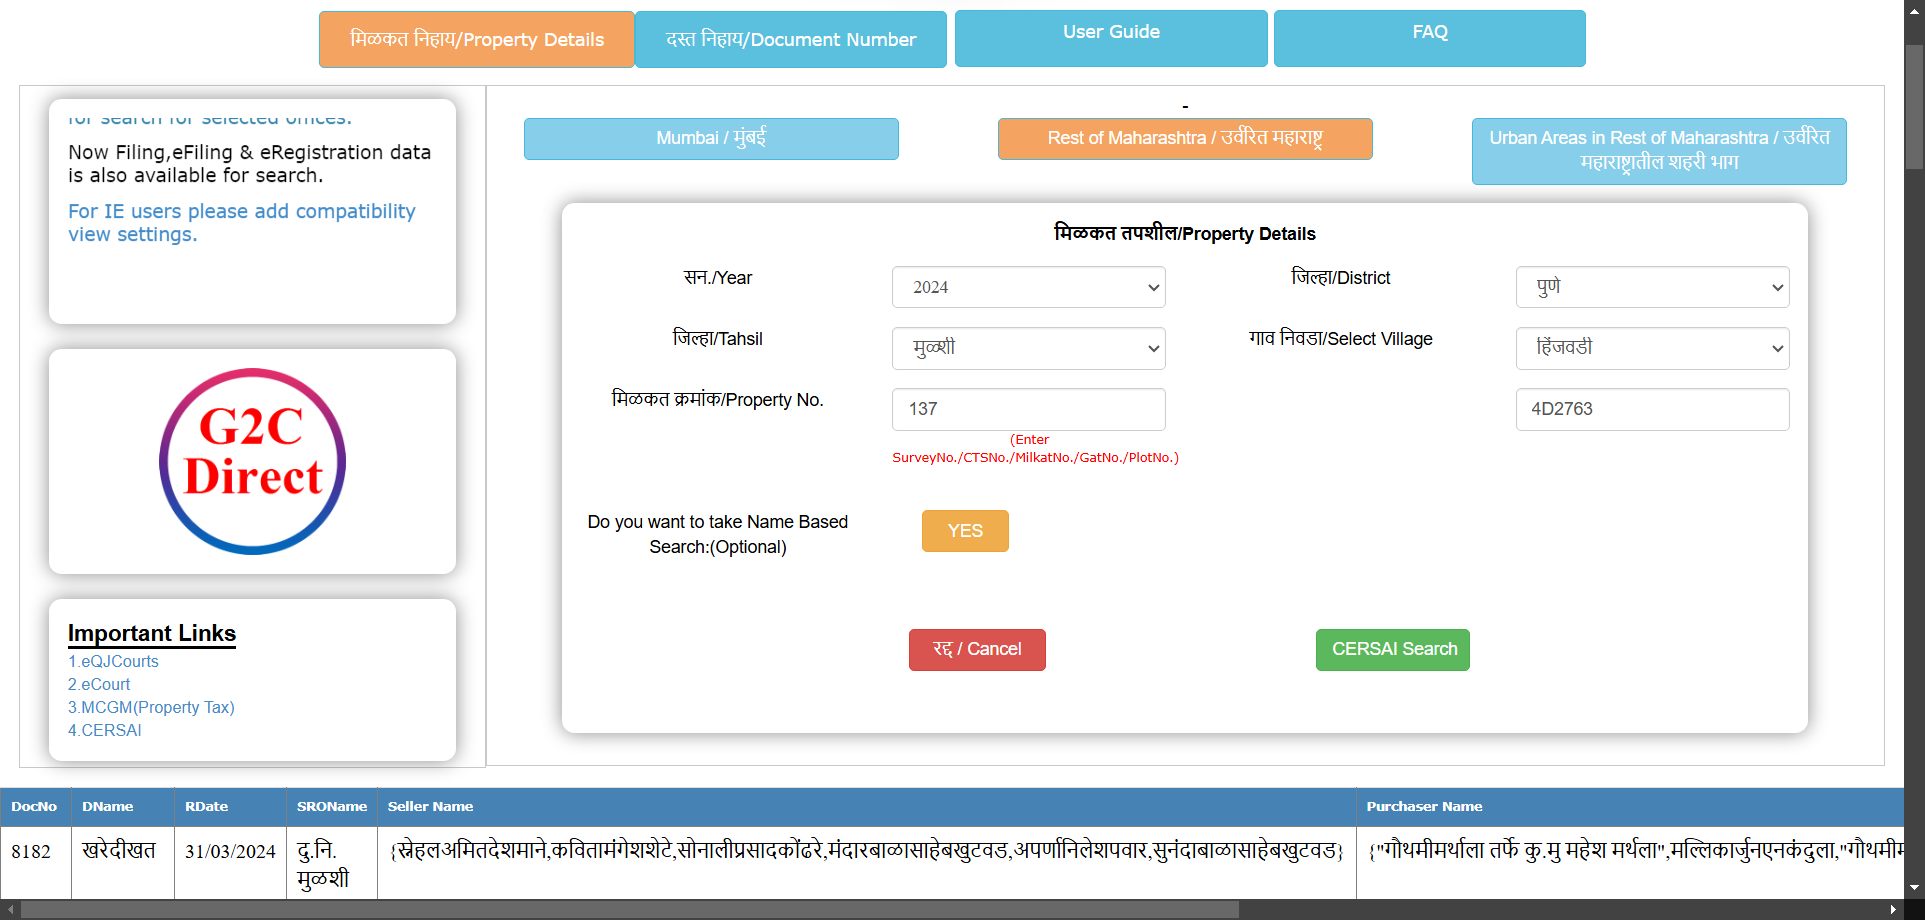 मिळकत निहाय/Property Details
दस्त निहाय/Document Number
User Guide
FAQ
for search for selected offices.
Now Filing,eFiling & eRegistration data
is also available for search.
For IE users please add compatibility
view settings.
G2C
Direct
Important Links
1.eQJCourts
2.eCourt
3.MCGM(Property Tax)
4.CERSAI
-
Mumbai / मुंबई
Rest of Maharashtra / उर्वरित महाराष्ट्र
Urban Areas in Rest of Maharashtra / उर्वरित
महाराष्ट्रातील शहरी भाग
मिळकत तपशील/Property Details
सन./Year
2024
जिल्हा/District
पुणे
जिल्हा/Tahsil
मुळशी
गाव निवडा/Select Village
हिंजवडी
मिळकत क्रमांक/Property No.
137
4D2763
(Enter
SurveyNo./CTSNo./MilkatNo./GatNo./PlotNo.)
Do you want to take Name Based
Search:(Optional)
YES
रद्द / Cancel
CERSAI Search
DocNo DName RDate SROName Seller Name Purchaser Name
8182 खरेदीखत 31/03/2024 दु.नि. {स्नेहलअमितदेशमाने,कवितामंगेशशेटे,सोनालीप्रसादकोंढरे,मंदारबाळासाहेबखुटवड,अपर्णानिलेशपवार,सुनंदाबाळासाहेबखुटवड} {"गौथमीमर्थाला तर्फे कु.मु महेश मर्थला",मल्लिकार्जुनएनकंदुला,"गौथमीम
मुळशी